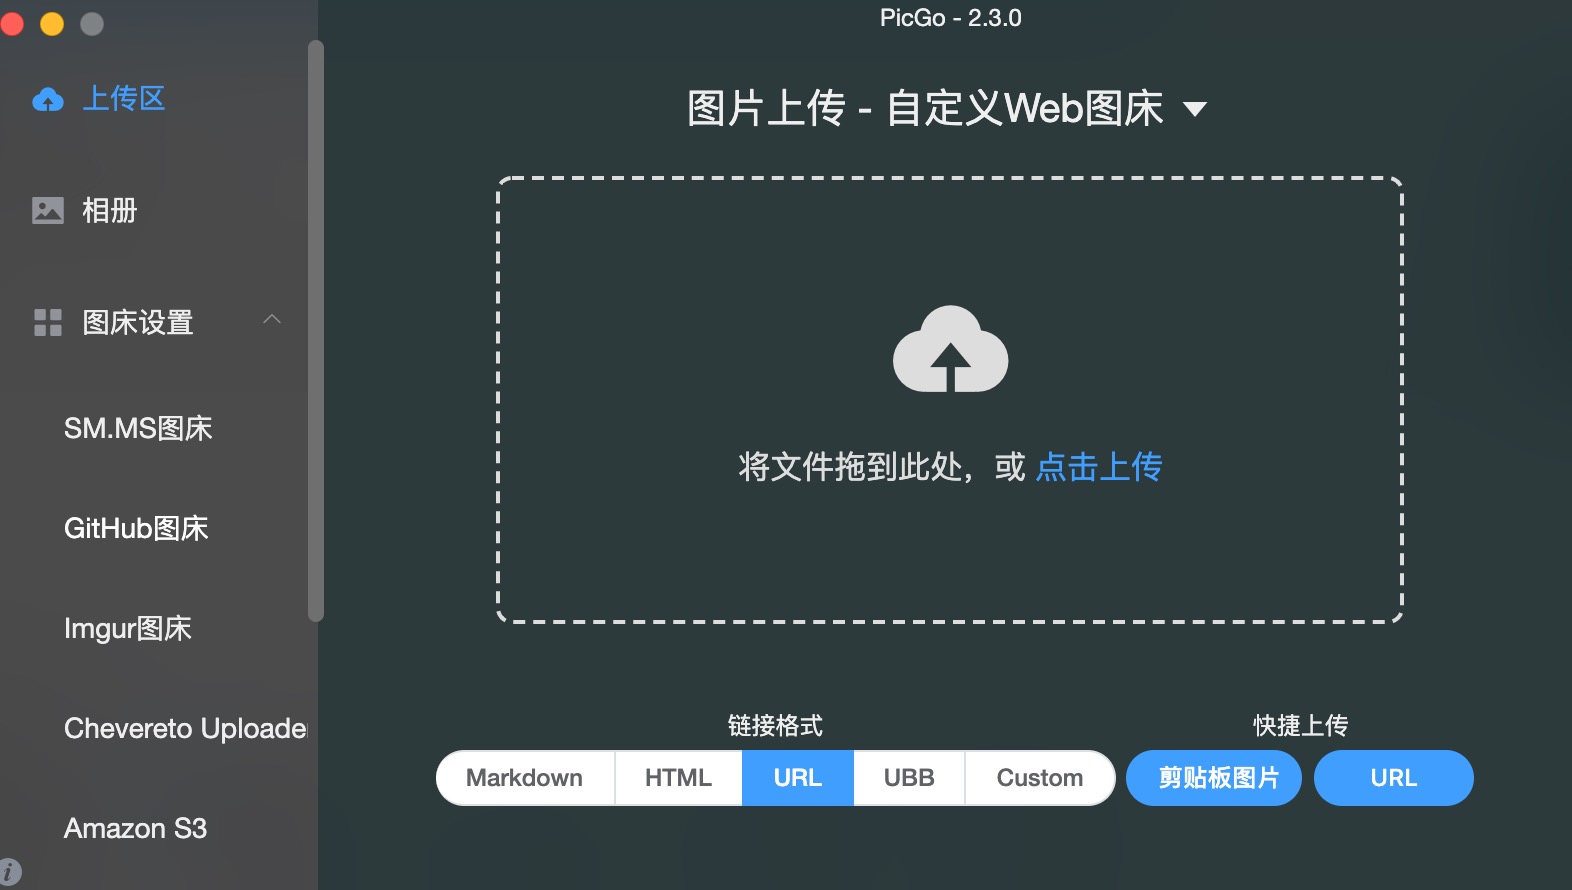 PicGo - 2.3.0
上传区
相册
图床设置
SM.MS图床
GitHub图床
Imgur图床
Chevereto Uploader
Amazon S3
图片上传 - 自定义Web图床
将文件拖到此处，或 点击上传
链接格式
Markdown HTML URL UBB Custom
快捷上传
剪贴板图片 URL